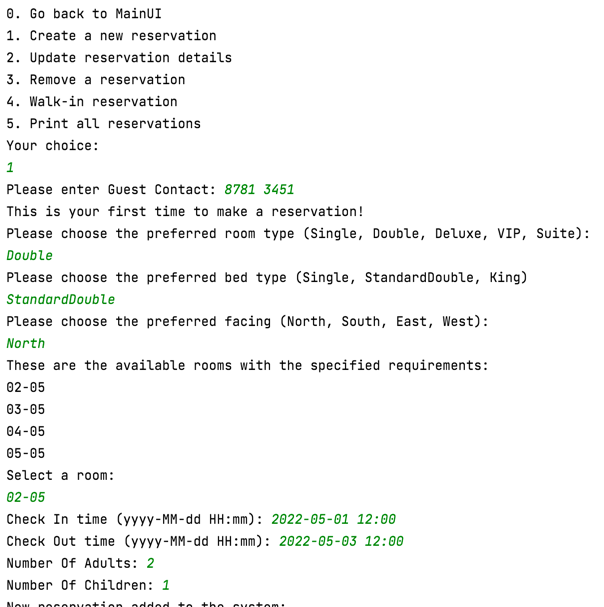 0. Go back to MainUI
1. Create a new reservation
2. Update reservation details
3. Remove a reservation
4. Walk-in reservation
5. Print all reservations
Your choice:
1
Please enter Guest Contact: 8781 3451
This is your first time to make a reservation!
Please choose the preferred room type (Single, Double, Deluxe, VIP, Suite):
Double
Please choose the preferred bed type (Single, StandardDouble, King)
StandardDouble
Please choose the preferred facing (North, South, East, West):
North
These are the available rooms with the specified requirements:
02-05
03-05
04-05
05-05
Select a room:
02-05
Check In time (yyyy-MM-dd HH:mm): 2022-05-01 12:00
Check Out time (yyyy-MM-dd HH:mm): 2022-05-03 12:00
Number Of Adults: 2
Number Of Children: 1
New reservation added to the system: